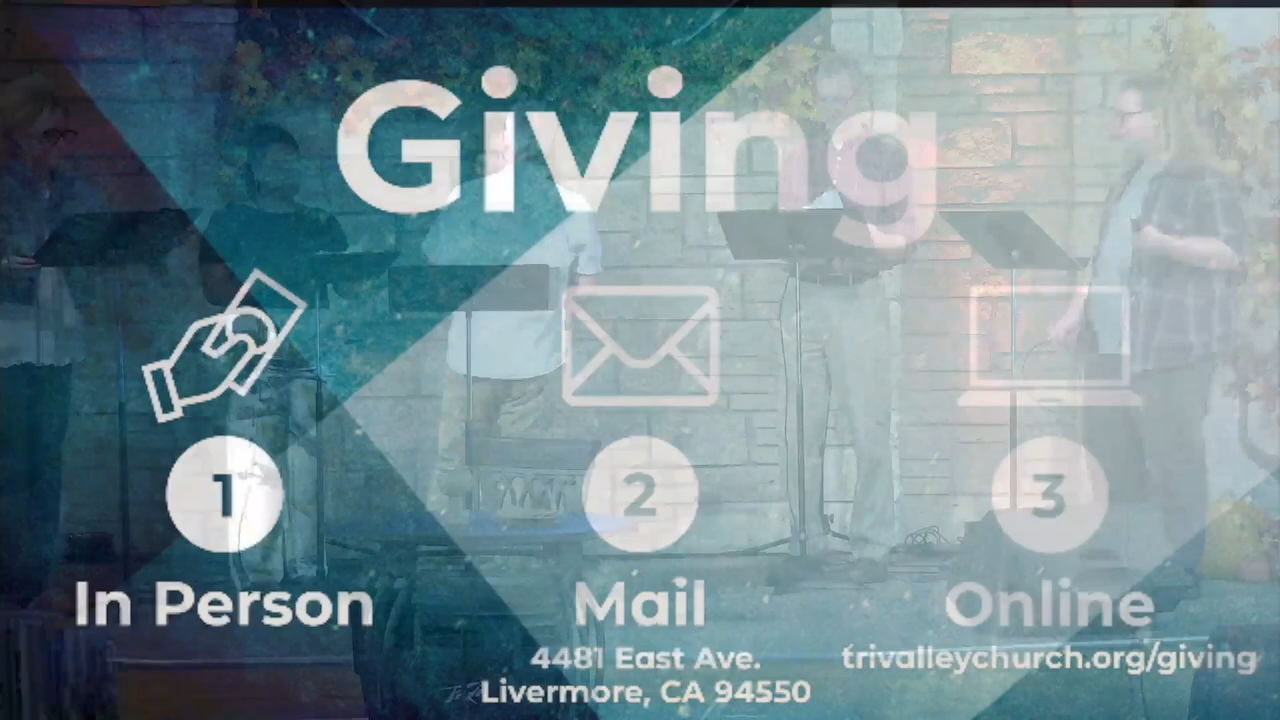 Giving
1
2
3
In Person
Mail
Online
4481 East Ave.
trivalleychurch.org/giving
Livermore, CA 94550